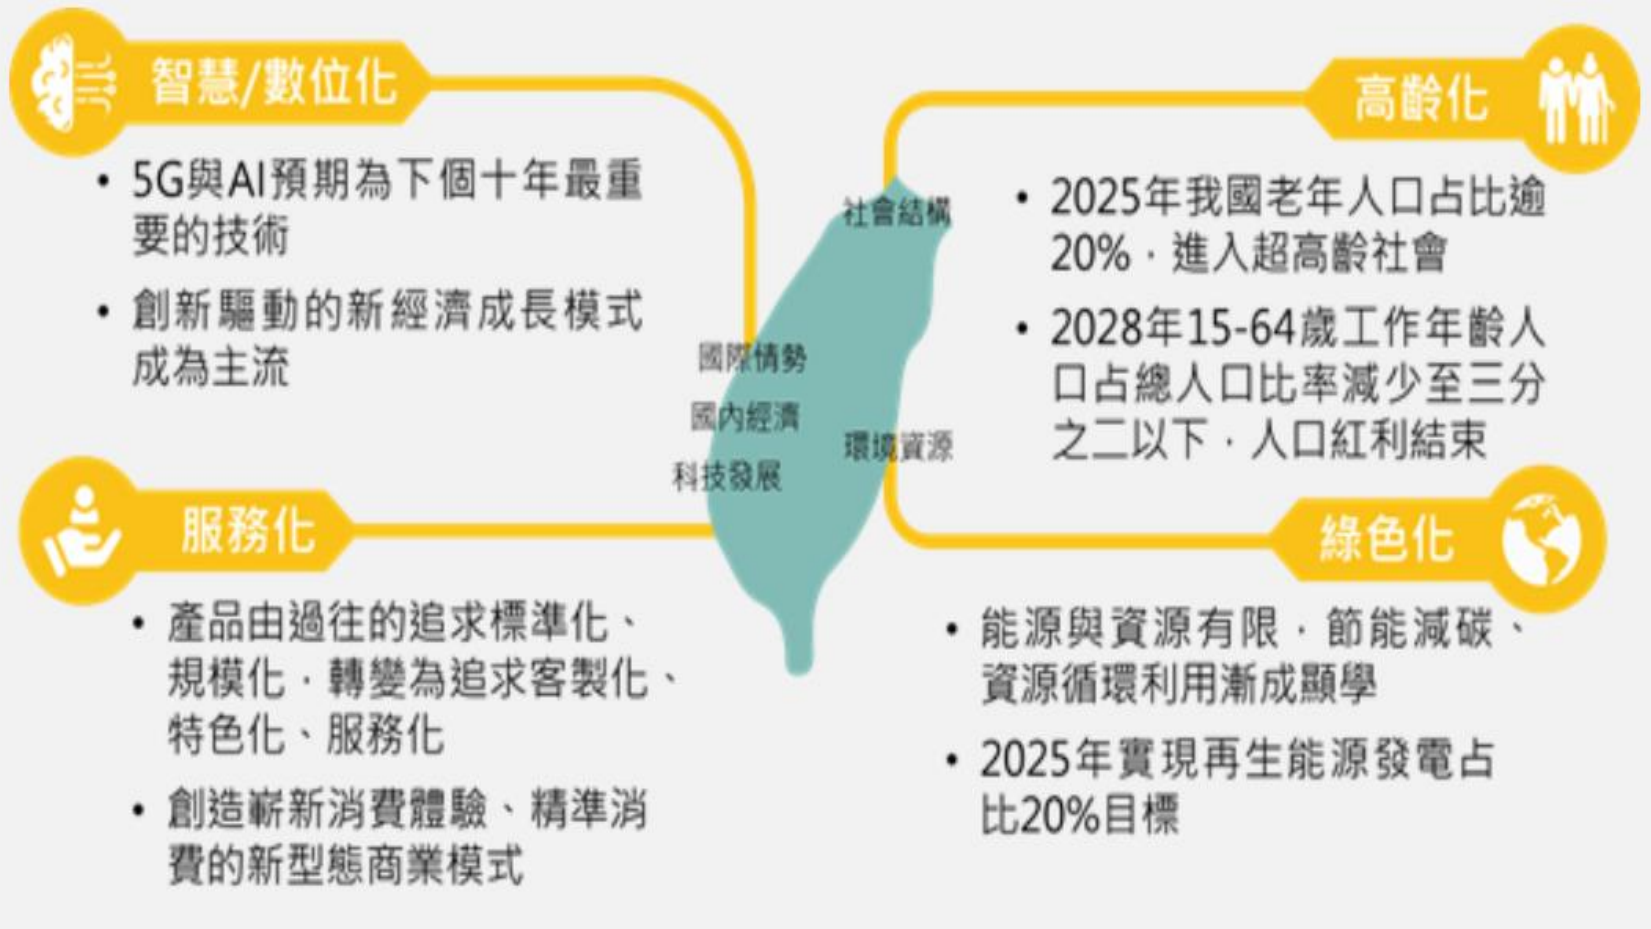 智慧/數位化
• 5G與AI預期為下個十年最重
要的技術
• 創新驅動的新經濟成長模式
成為主流
高齡化
• 2025年我國老年人口占比逾
20%，進入超高齡社會
• 2028年15-64歲工作年齡人
口占總人口比率減少至三分
之二以下，人口紅利結束
社會結構
國際情勢
國內經濟
科技發展
環境資源
服務化
• 產品由過往的追求標準化、
規模化，轉變為追求客製化、
特色化、服務化
• 創造嶄新消費體驗、精準消
費的新型態商業模式
綠色化
• 能源與資源有限，節能減碳、
資源循環利用漸成顯學
• 2025年實現再生能源發電占
比20%目標